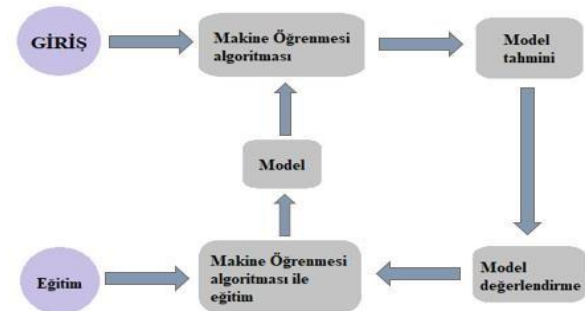 GİRİŞ
Makine Öğrenmesi
algoritması
Model
tahmini
Model
Eğitim
Makine Öğrenmesi
algoritması ile
eğitim
Model
değerlendirme